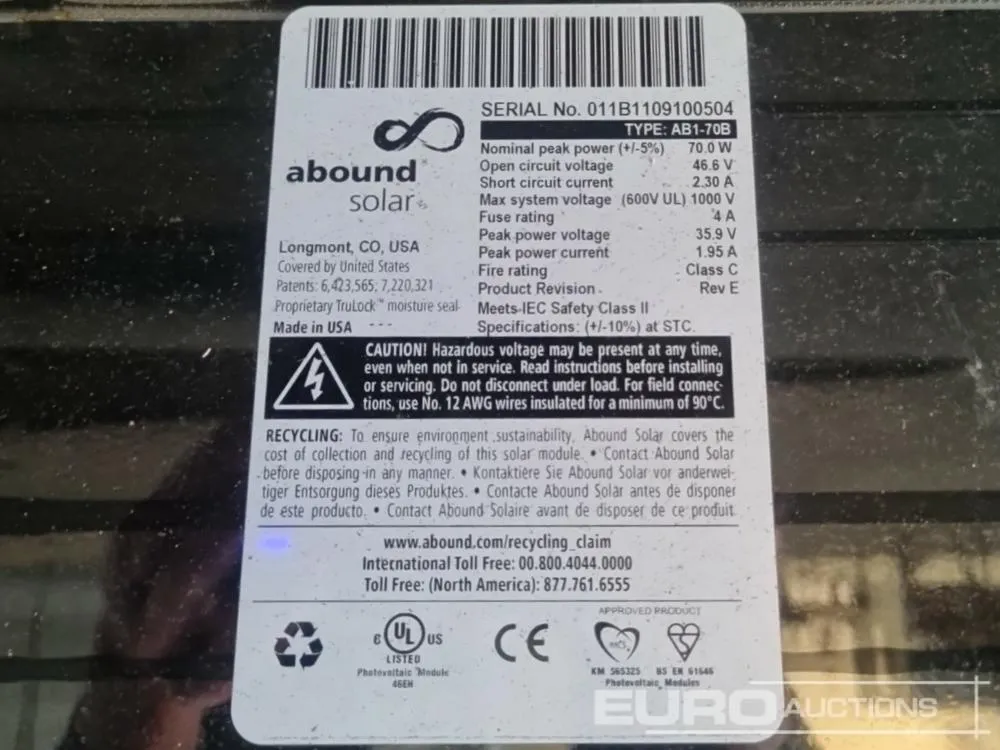 SERIAL No. 011B1109100504
TYPE: AB1-70B
abound
solar
Nominal peak power (+/-5%) 70.0 W
Open circuit voltage 46.6 V
Short circuit current 2.30 A
Max system voltage (600V UL) 1000 V
Fuse rating 4 A
Peak power voltage 35.9 V
Peak power current 1.95 A
Fire rating Class C
Product Revision Rev E
Meets IEC Safety Class II
Specifications: (+/-10%) at STC.
Longmont, CO, USA
Covered by United States
Patents: 6,423,565; 7,220,321
Proprietary TruLock™ moisture seal
Made in USA ---
CAUTION! Hazardous voltage may be present at any time,
even when not in service. Read instructions before installing
or servicing. Do not disconnect under load. For field connec-
tions, use No. 12 AWG wires insulated for a minimum of 90°C.
RECYCLING: To ensure environment sustainability, Abound Solar covers the
cost of collection and recycling of this solar module. • Contact Abound Solar
before disposing in any manner. • Kontaktiere Sie Abound Solar vor anderwei-
tiger Entsorgung dieses Produktes. • Contacte Abound Solar antes de disponer
de este producto. • Contact Abound Solaire avant de disposer de ce produit
www.abound.com/recycling_claim
International Toll Free: 00.800.4044.0000
Toll Free: (North America): 877.761.6555
APPROVED PRODUCT
c UL US
LISTED
Photovoltaic Module
46EH
CE
mcs
KM 565325
BS EN 61646
Photovoltaic Modules
EUROAUCTIONS